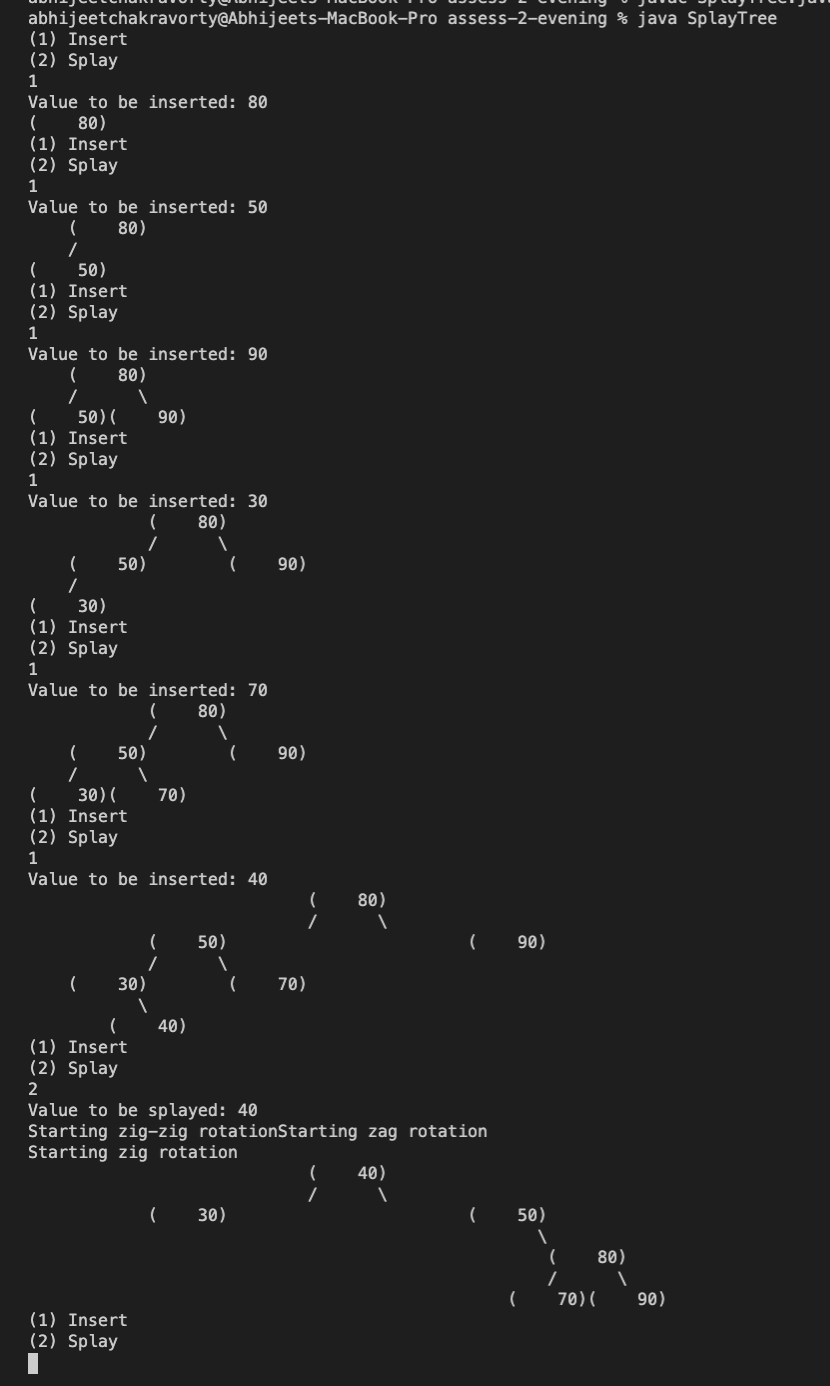 abhijeetchakravorty@Abhijeets-MacBook-Pro assess-2-evening % javac SplayTree.java
abhijeetchakravorty@Abhijeets-MacBook-Pro assess-2-evening % java SplayTree
(1) Insert
(2) Splay
1
Value to be inserted: 80
(    80)
(1) Insert
(2) Splay
1
Value to be inserted: 50
    (    80)
    /
(    50)
(1) Insert
(2) Splay
1
Value to be inserted: 90
    (    80)
    /      \
(    50)(    90)
(1) Insert
(2) Splay
1
Value to be inserted: 30
            (    80)
            /      \
    (    50)        (    90)
    /
(    30)
(1) Insert
(2) Splay
1
Value to be inserted: 70
            (    80)
            /      \
    (    50)        (    90)
    /      \
(    30)(    70)
(1) Insert
(2) Splay
1
Value to be inserted: 40
                            (    80)
                            /      \
            (    50)                        (    90)
            /      \
    (    30)        (    70)
           \
        (    40)
(1) Insert
(2) Splay
2
Value to be splayed: 40
Starting zig-zig rotationStarting zag rotation
Starting zig rotation
                            (    40)
                            /      \
            (    30)                        (    50)
                                                   \
                                                    (    80)
                                                    /      \
                                                (    70)(    90)
(1) Insert
(2) Splay